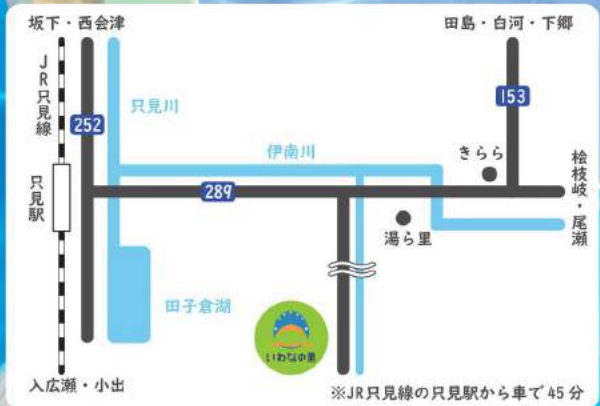 坂下・西会津
田島・白河・下郷
JR只見線
252
只見川
153
伊南川
きらら
只見駅
289
桧枝岐・尾瀬
湯ら里
田子倉湖
いわなの里
入広瀬・小出
※JR只見線の只見駅から車で45分